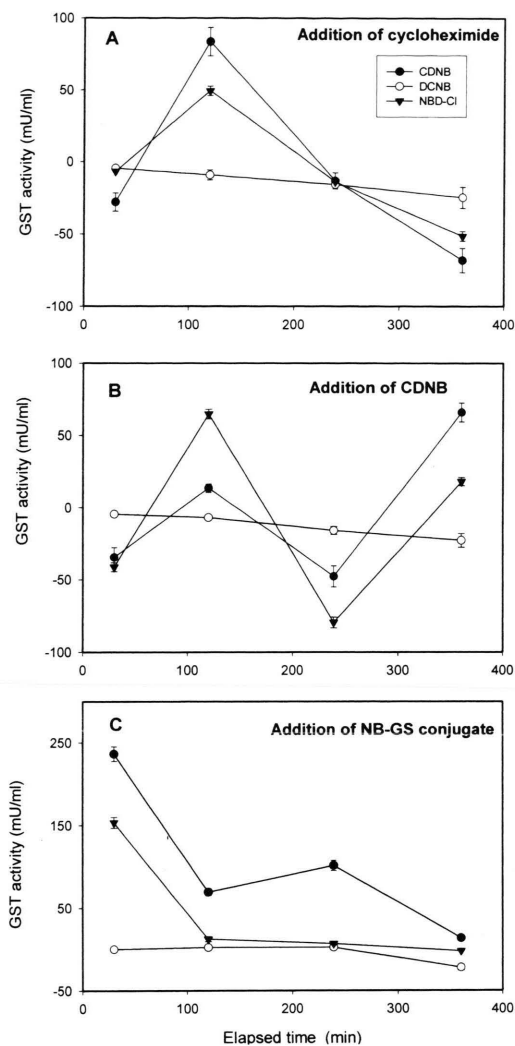 A
Addition of cycloheximide
CDNB
DCNB
NBD-Cl
GST activity (mU/ml)
100
50
0
-50
-100
0
100
200
300
400
B
Addition of CDNB
GST activity (mU/ml)
100
50
0
-50
-100
0
100
200
300
400
C
Addition of NB-GS conjugate
GST activity (mU/ml)
250
150
50
-50
0
100
200
300
400
Elapsed time (min)